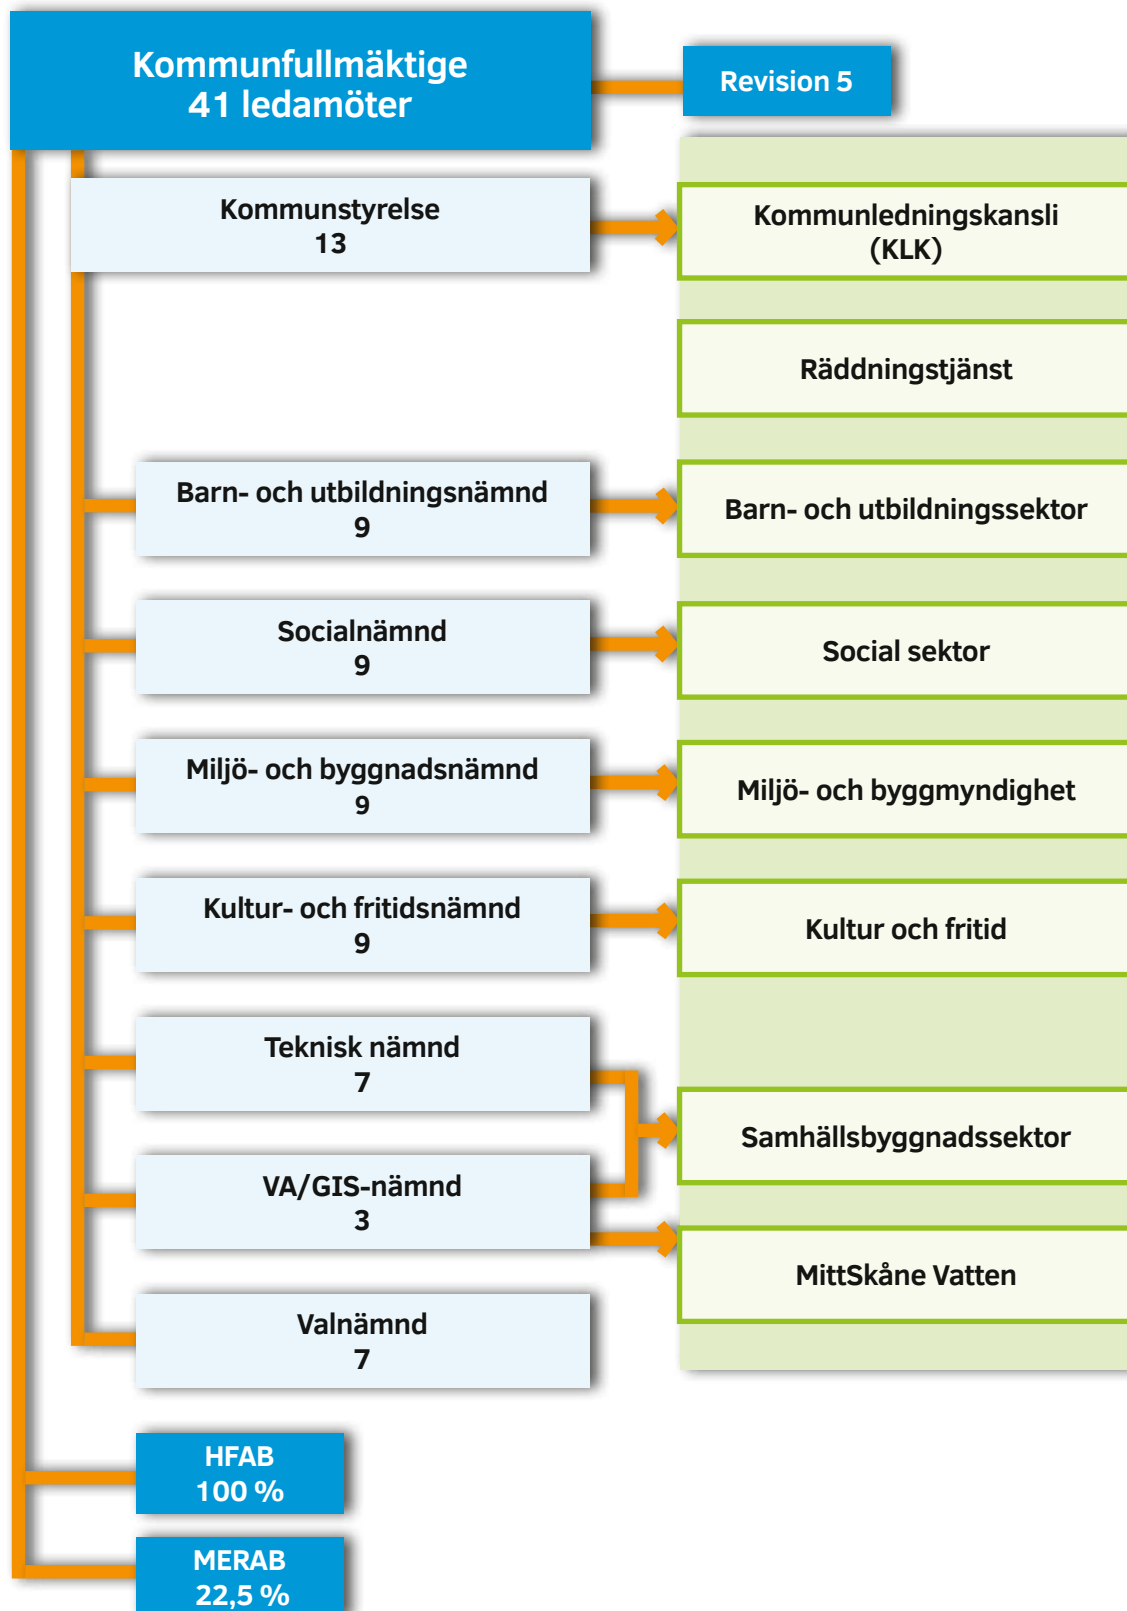 Kommunfullmäktige
41 ledamöter
Revision 5
Kommunstyrelse
13
Kommunledningskansli
(KLK)
Räddningstjänst
Barn- och utbildningsnämnd
9
Barn- och utbildningssektor
Socialnämnd
9
Social sektor
Miljö- och byggnadsnämnd
9
Miljö- och byggmyndighet
Kultur- och fritidsnämnd
9
Kultur och fritid
Teknisk nämnd
7
Samhällsbyggnadssektor
VA/GIS-nämnd
3
MittSkåne Vatten
Valnämnd
7
HFAB
100 %
MERAB
22,5 %